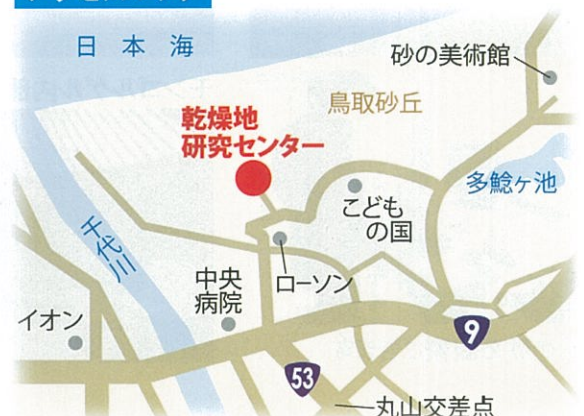 日本海
砂の美術館
鳥取砂丘
乾燥地
研究センター
多鯰ヶ池
こども
の国
千代川
中央
病院
ローソン
イオン
9
53
丸山交差点